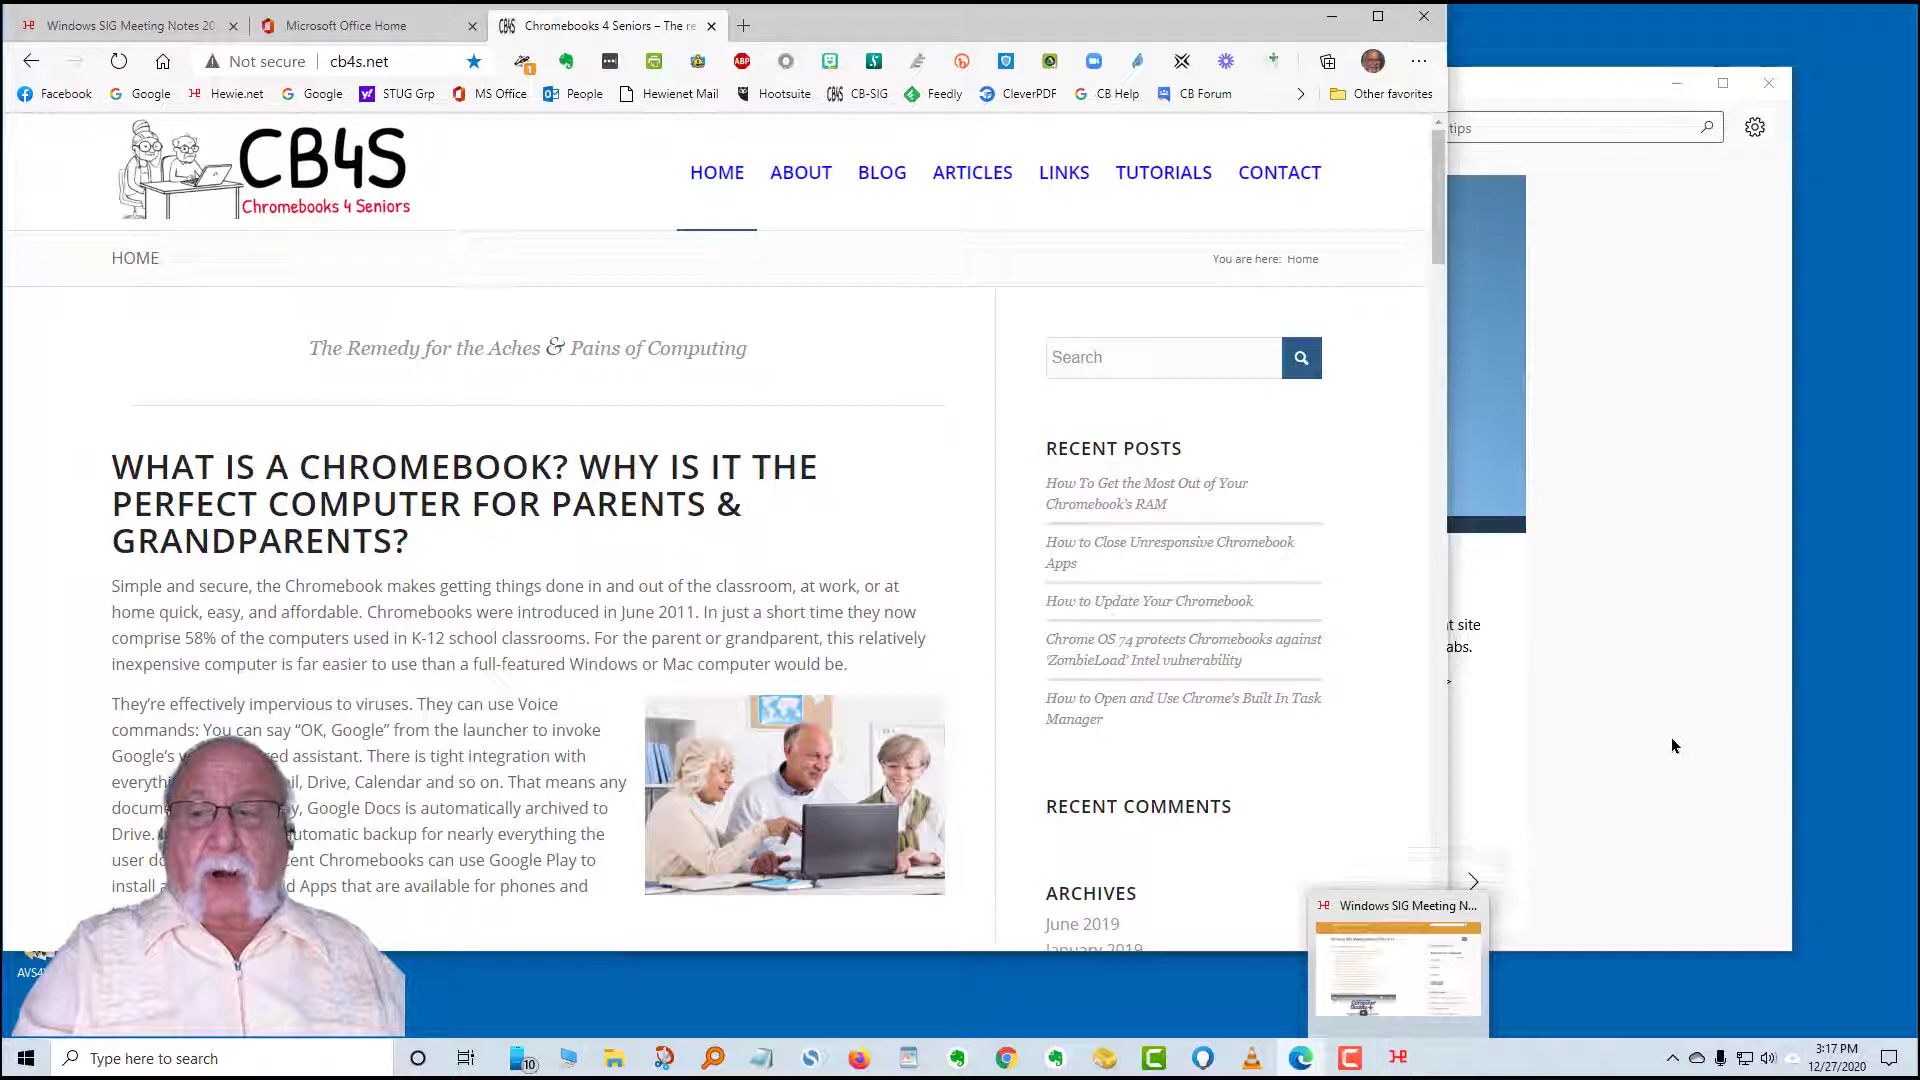 Windows SIG Meeting Notes 20
Microsoft Office Home
CB4S Chromebooks 4 Seniors – The re
Not secure
cb4s.net
ABP
Facebook
Google
Hewie.net
Google
STUG Grp
MS Office
People
Hewienet Mail
Hootsuite
CB4S CB-SIG
Feedly
CleverPDF
CB Help
CB Forum
Other favorites
tips
CB4S
Chromebooks 4 Seniors
HOME
ABOUT
BLOG
ARTICLES
LINKS
TUTORIALS
CONTACT
HOME
You are here: Home
The Remedy for the Aches & Pains of Computing
Search
WHAT IS A CHROMEBOOK? WHY IS IT THE
PERFECT COMPUTER FOR PARENTS &
GRANDPARENTS?
Simple and secure, the Chromebook makes getting things done in and out of the classroom, at work, or at
home quick, easy, and affordable. Chromebooks were introduced in June 2011. In just a short time they now
comprise 58% of the computers used in K-12 school classrooms. For the parent or grandparent, this relatively
inexpensive computer is far easier to use than a full-featured Windows or Mac computer would be.
They're effectively impervious to viruses. They can use Voice
commands: You can say “OK, Google” from the launcher to invoke
Google's v red assistant. There is tight integration with
everythi il, Drive, Calendar and so on. That means any
docume y, Google Docs is automatically archived to
Drive. utomatic backup for nearly everything the
user do ent Chromebooks can use Google Play to
install a d Apps that are available for phones and
RECENT POSTS
How To Get the Most Out of Your
Chromebook's RAM
How to Close Unresponsive Chromebook
Apps
How to Update Your Chromebook
Chrome OS 74 protects Chromebooks against
'ZombieLoad' Intel vulnerability
How to Open and Use Chrome's Built In Task
Manager
RECENT COMMENTS
ARCHIVES
June 2019
January 2019
t site
abs.
Windows SIG Meeting N...
AVS4
Type here to search
10
3:17 PM
12/27/2020